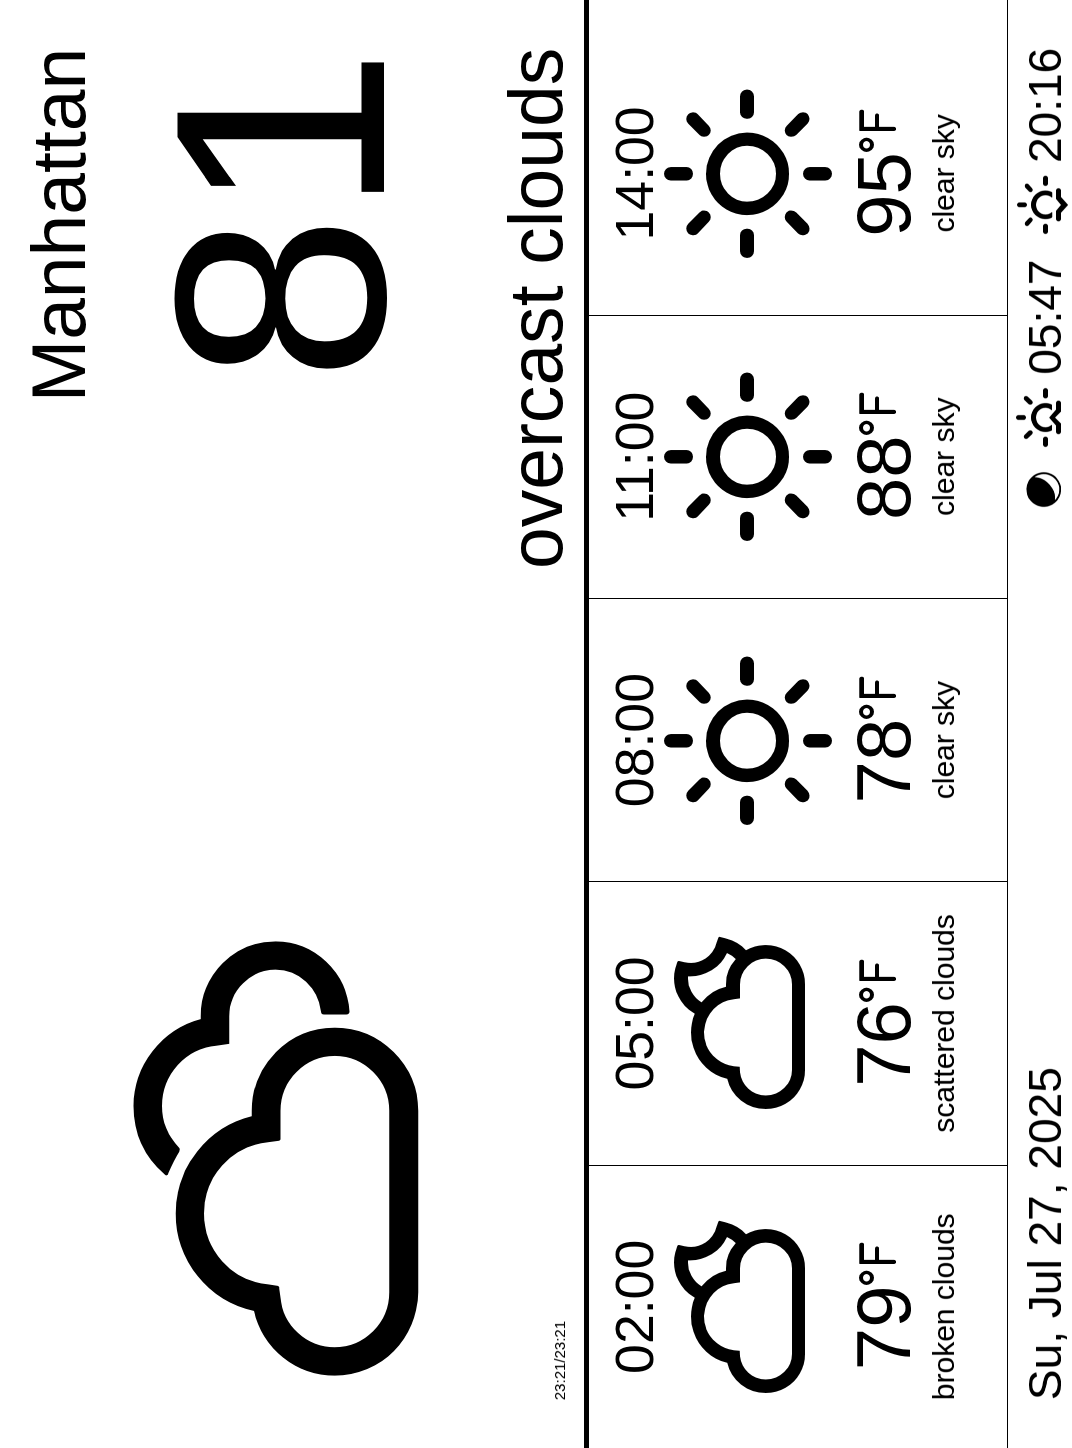 Manhattan
81
overcast clouds
23:21/23:21
02:00 05:00 08:00 11:00 14:00
79°F 76°F 78°F 88°F 95°F
broken clouds scattered clouds clear sky clear sky clear sky
Su, Jul 27, 2025 05:47 20:16